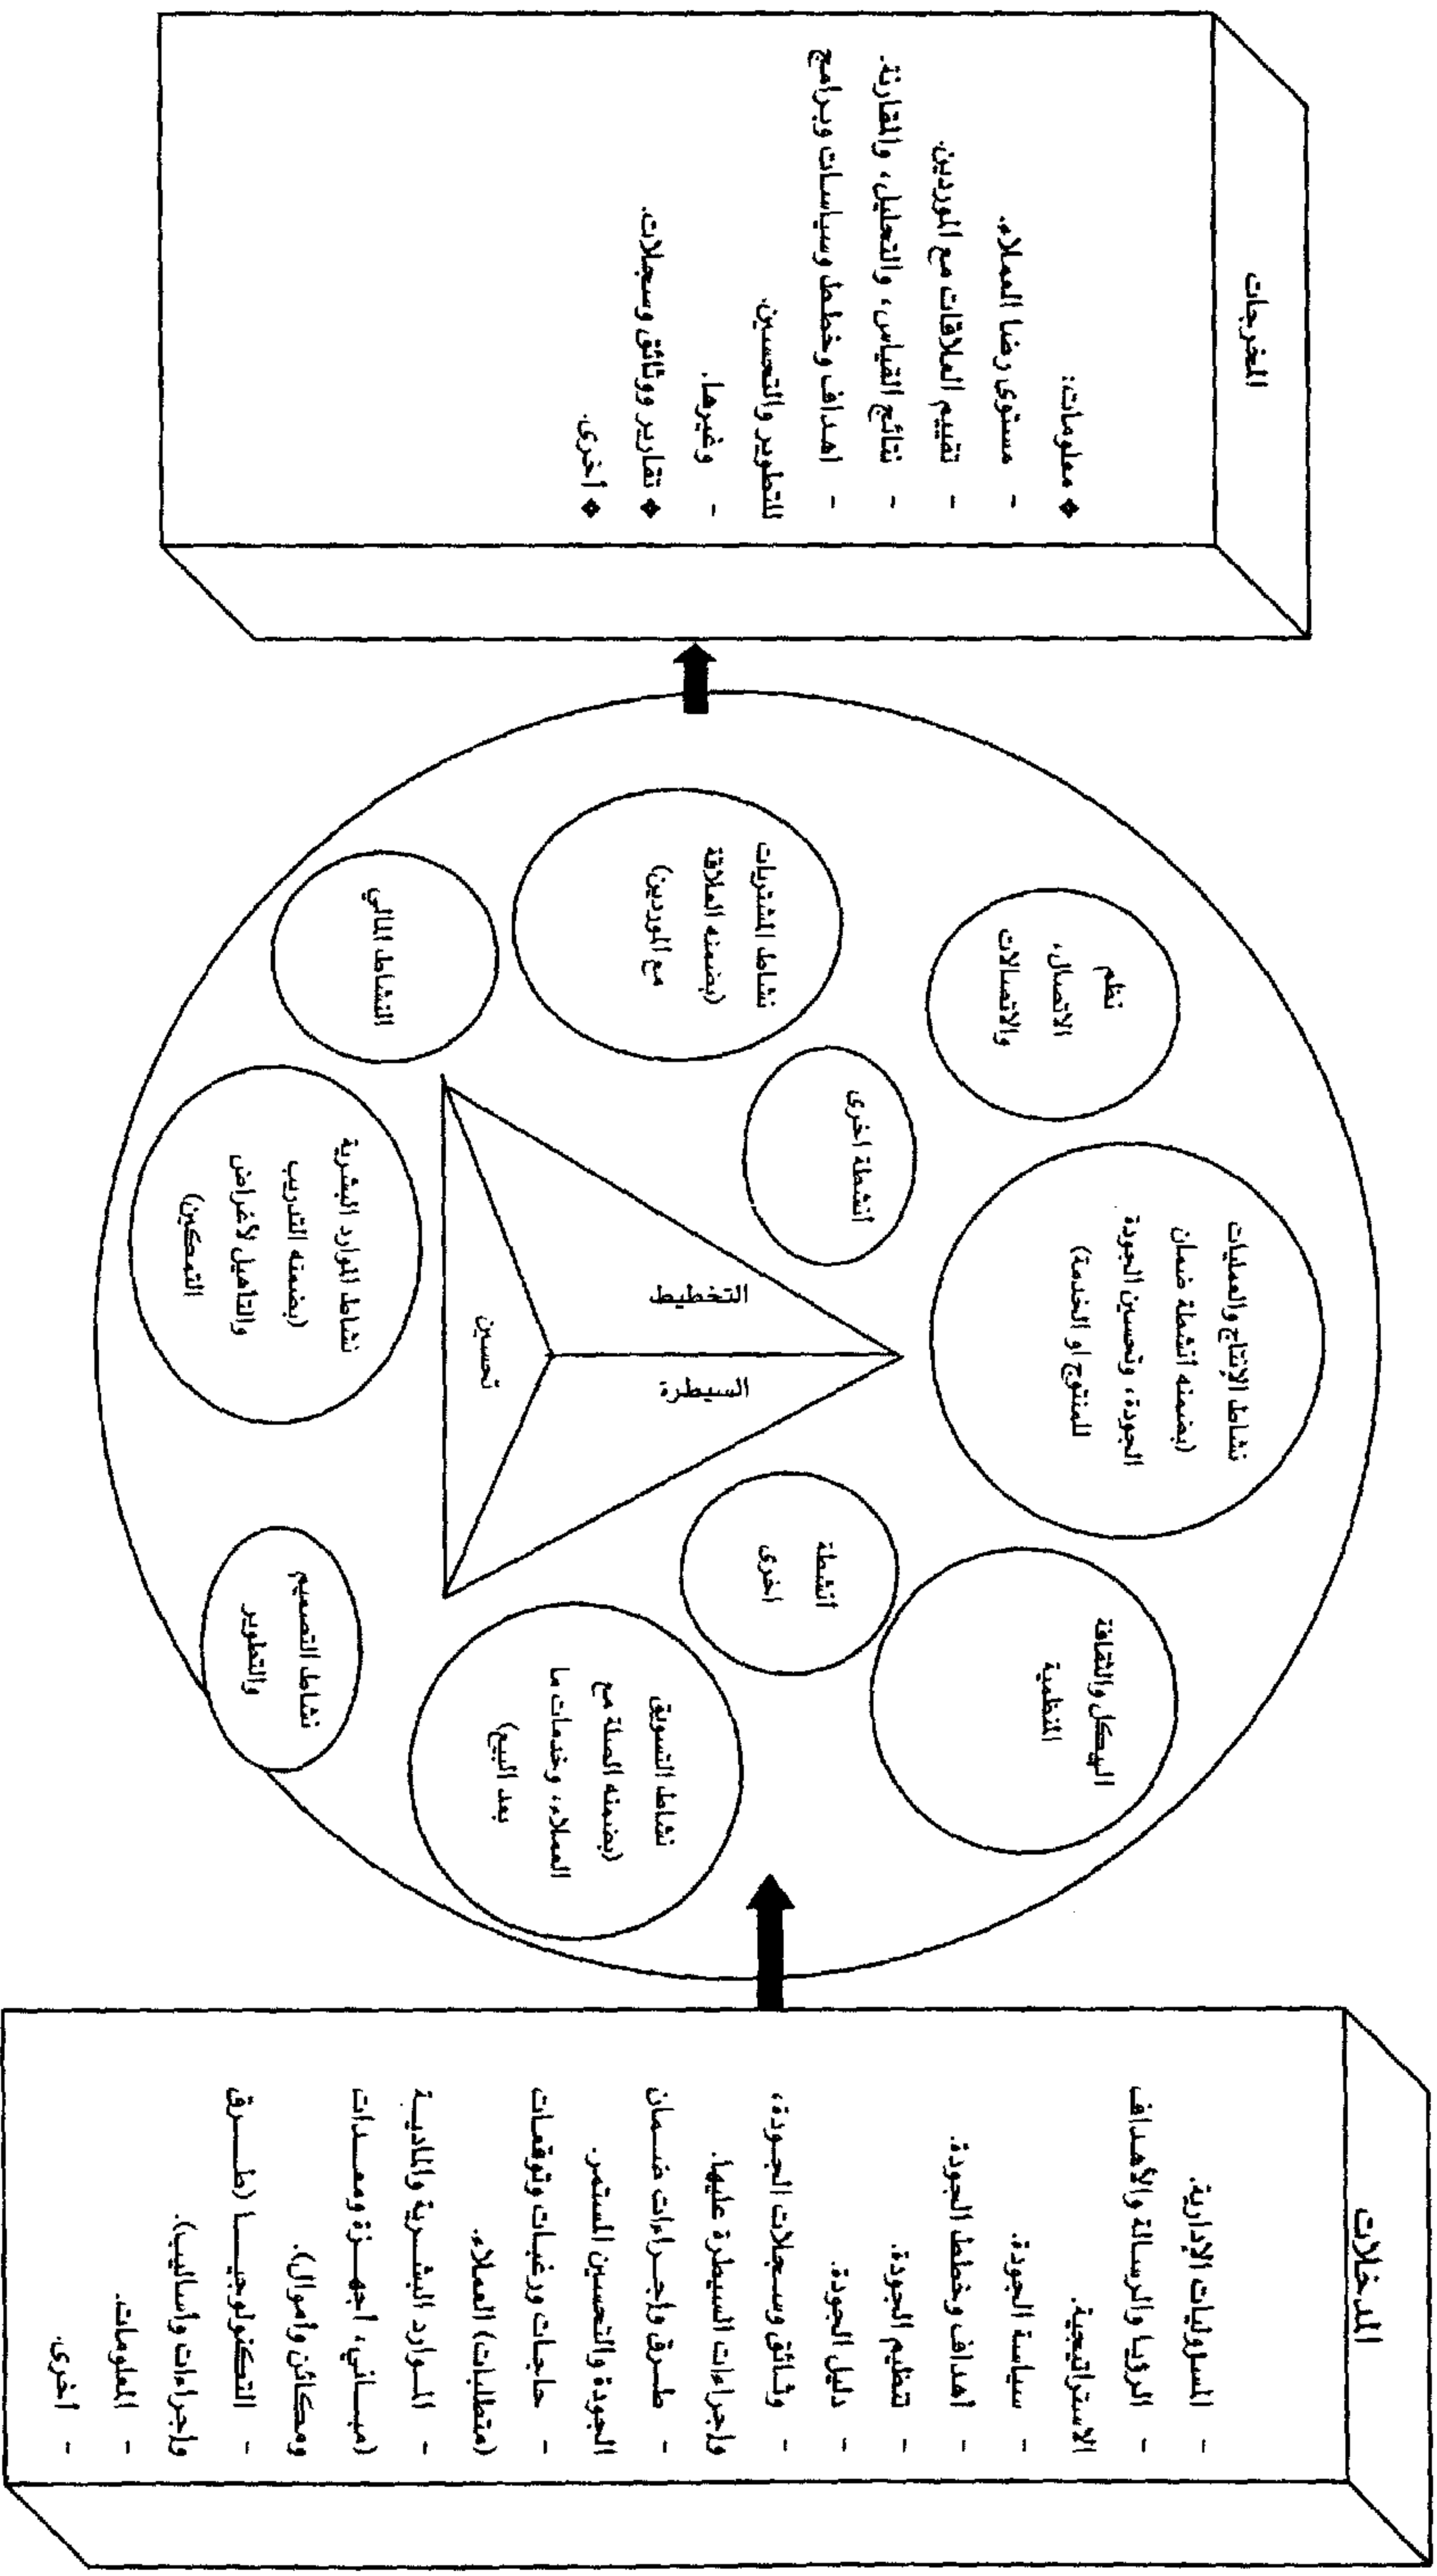 المدخلات
- المسوليات الإدارية.
- الرؤيا والرسالة والأهداف
الاستراتيجية.
- سياسة الجودة.
- أهداف وخطط الجودة.
- تنظيم الجودة.
- دليل الجودة.
- وثائق وسجلات الجودة،
وإجراءات السيطرة عليها.
- طرق وإجراءات ضمان
الجودة والتحسين المستمر.
- حاجات ورغبات وتوقعات
(متطلبات) العملاء.
- الموارد البشرية والمادية
(مباني، أجهزة ومعدات
ومكائن وأموال).
- التكنولوجيا (طرق
وإجراءات وأساليب).
- المعلومات.
- أخرى.
نشاط الإنتاج والعمليات
(بضمنه أنشطة ضمان
الجودة، وتحسين الجودة
للمنتوج او الخدمة)
الهيكل والثقافة
المنظمية
نظم
الاتصال،
والاتصالات
أنشطة
اخرى
أنشطة اخرى
نشاط التسويق
(بضمنه الصلة مع
العملاء، وخدمات ما
بعد البيع)
نشاط المشتريات
(بضمنه العلاقة
مع الموردين)
السيطرة
التخطيط
تحسين
نشاط التصميم
والتطوير
نشاط الموارد البشرية
(بضمنه التدريب
والتأهيل لأغراض
التمكين)
النشاط المالي
المخرجات
❖ معلومات:
- مستوى رضا العملاء.
- تقييم العلاقات مع الموردين.
- نتائج القياس، والتحليل، والمقارنة.
- اهداف وخطط وسياسات وبرامج
للتطوير والتحسين.
- وغيرها.
❖ تقارير ووثائق وسجلات.
❖ أخرى.